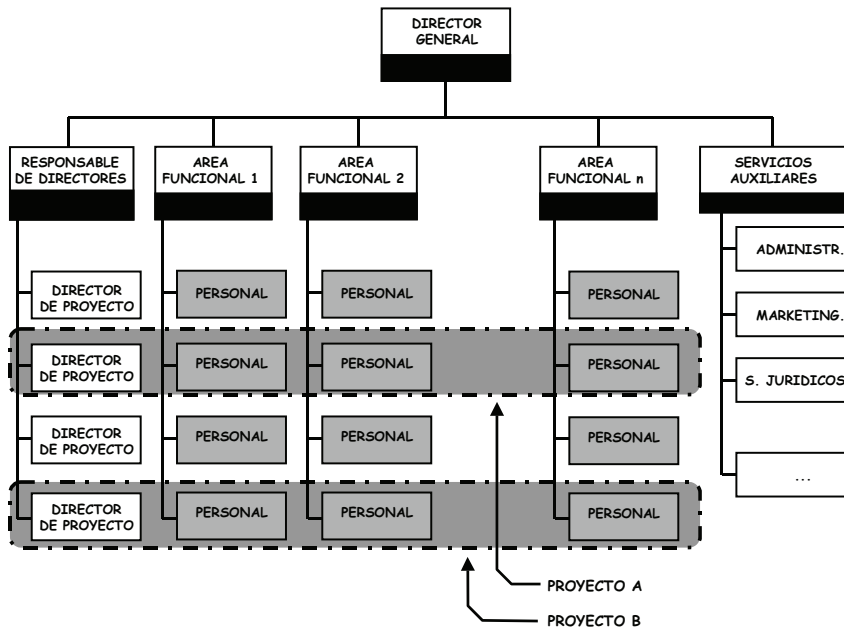 DIRECTOR
GENERAL
RESPONSABLE
DE DIRECTORES
AREA
FUNCIONAL 1
AREA
FUNCIONAL 2
AREA
FUNCIONAL n
SERVICIOS
AUXILIARES
ADMINISTR.
DIRECTOR
DE PROYECTO
PERSONAL
PERSONAL
PERSONAL
MARKETING.
DIRECTOR
DE PROYECTO
PERSONAL
PERSONAL
PERSONAL
S. JURIDICOS
DIRECTOR
DE PROYECTO
PERSONAL
PERSONAL
PERSONAL
...
DIRECTOR
DE PROYECTO
PERSONAL
PERSONAL
PERSONAL
PROYECTO A
PROYECTO B